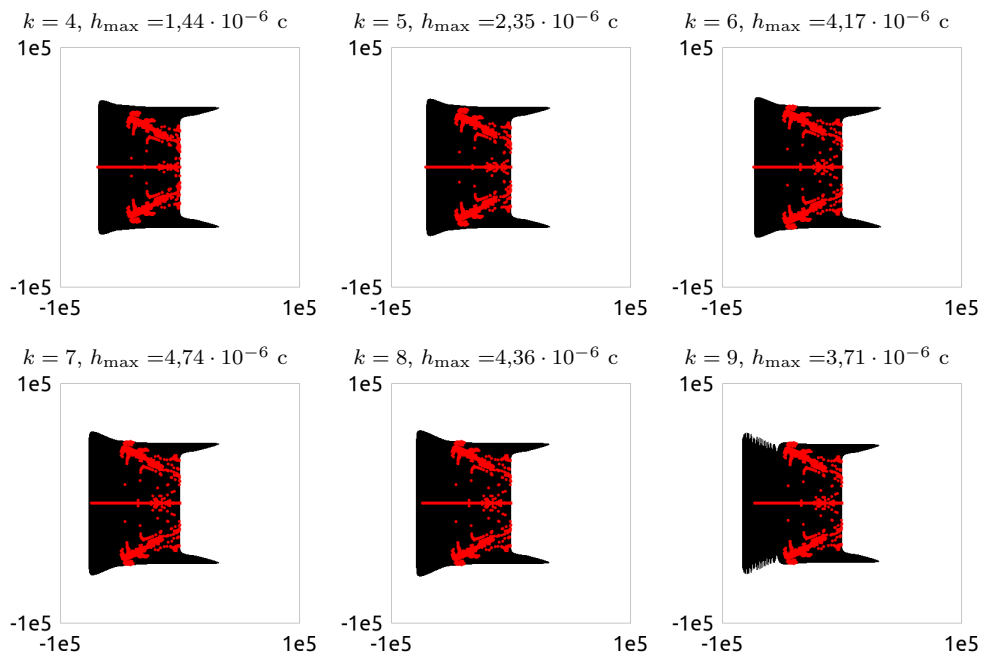 k = 4, h_max =1,44 · 10^−6 c
k = 5, h_max =2,35 · 10^−6 c
k = 6, h_max =4,17 · 10^−6 c
1e5
1e5
1e5
-1e5
-1e5
-1e5
-1e5
1e5
-1e5
1e5
-1e5
1e5
k = 7, h_max =4,74 · 10^−6 c
k = 8, h_max =4,36 · 10^−6 c
k = 9, h_max =3,71 · 10^−6 c
1e5
1e5
1e5
-1e5
-1e5
-1e5
-1e5
1e5
-1e5
1e5
-1e5
1e5